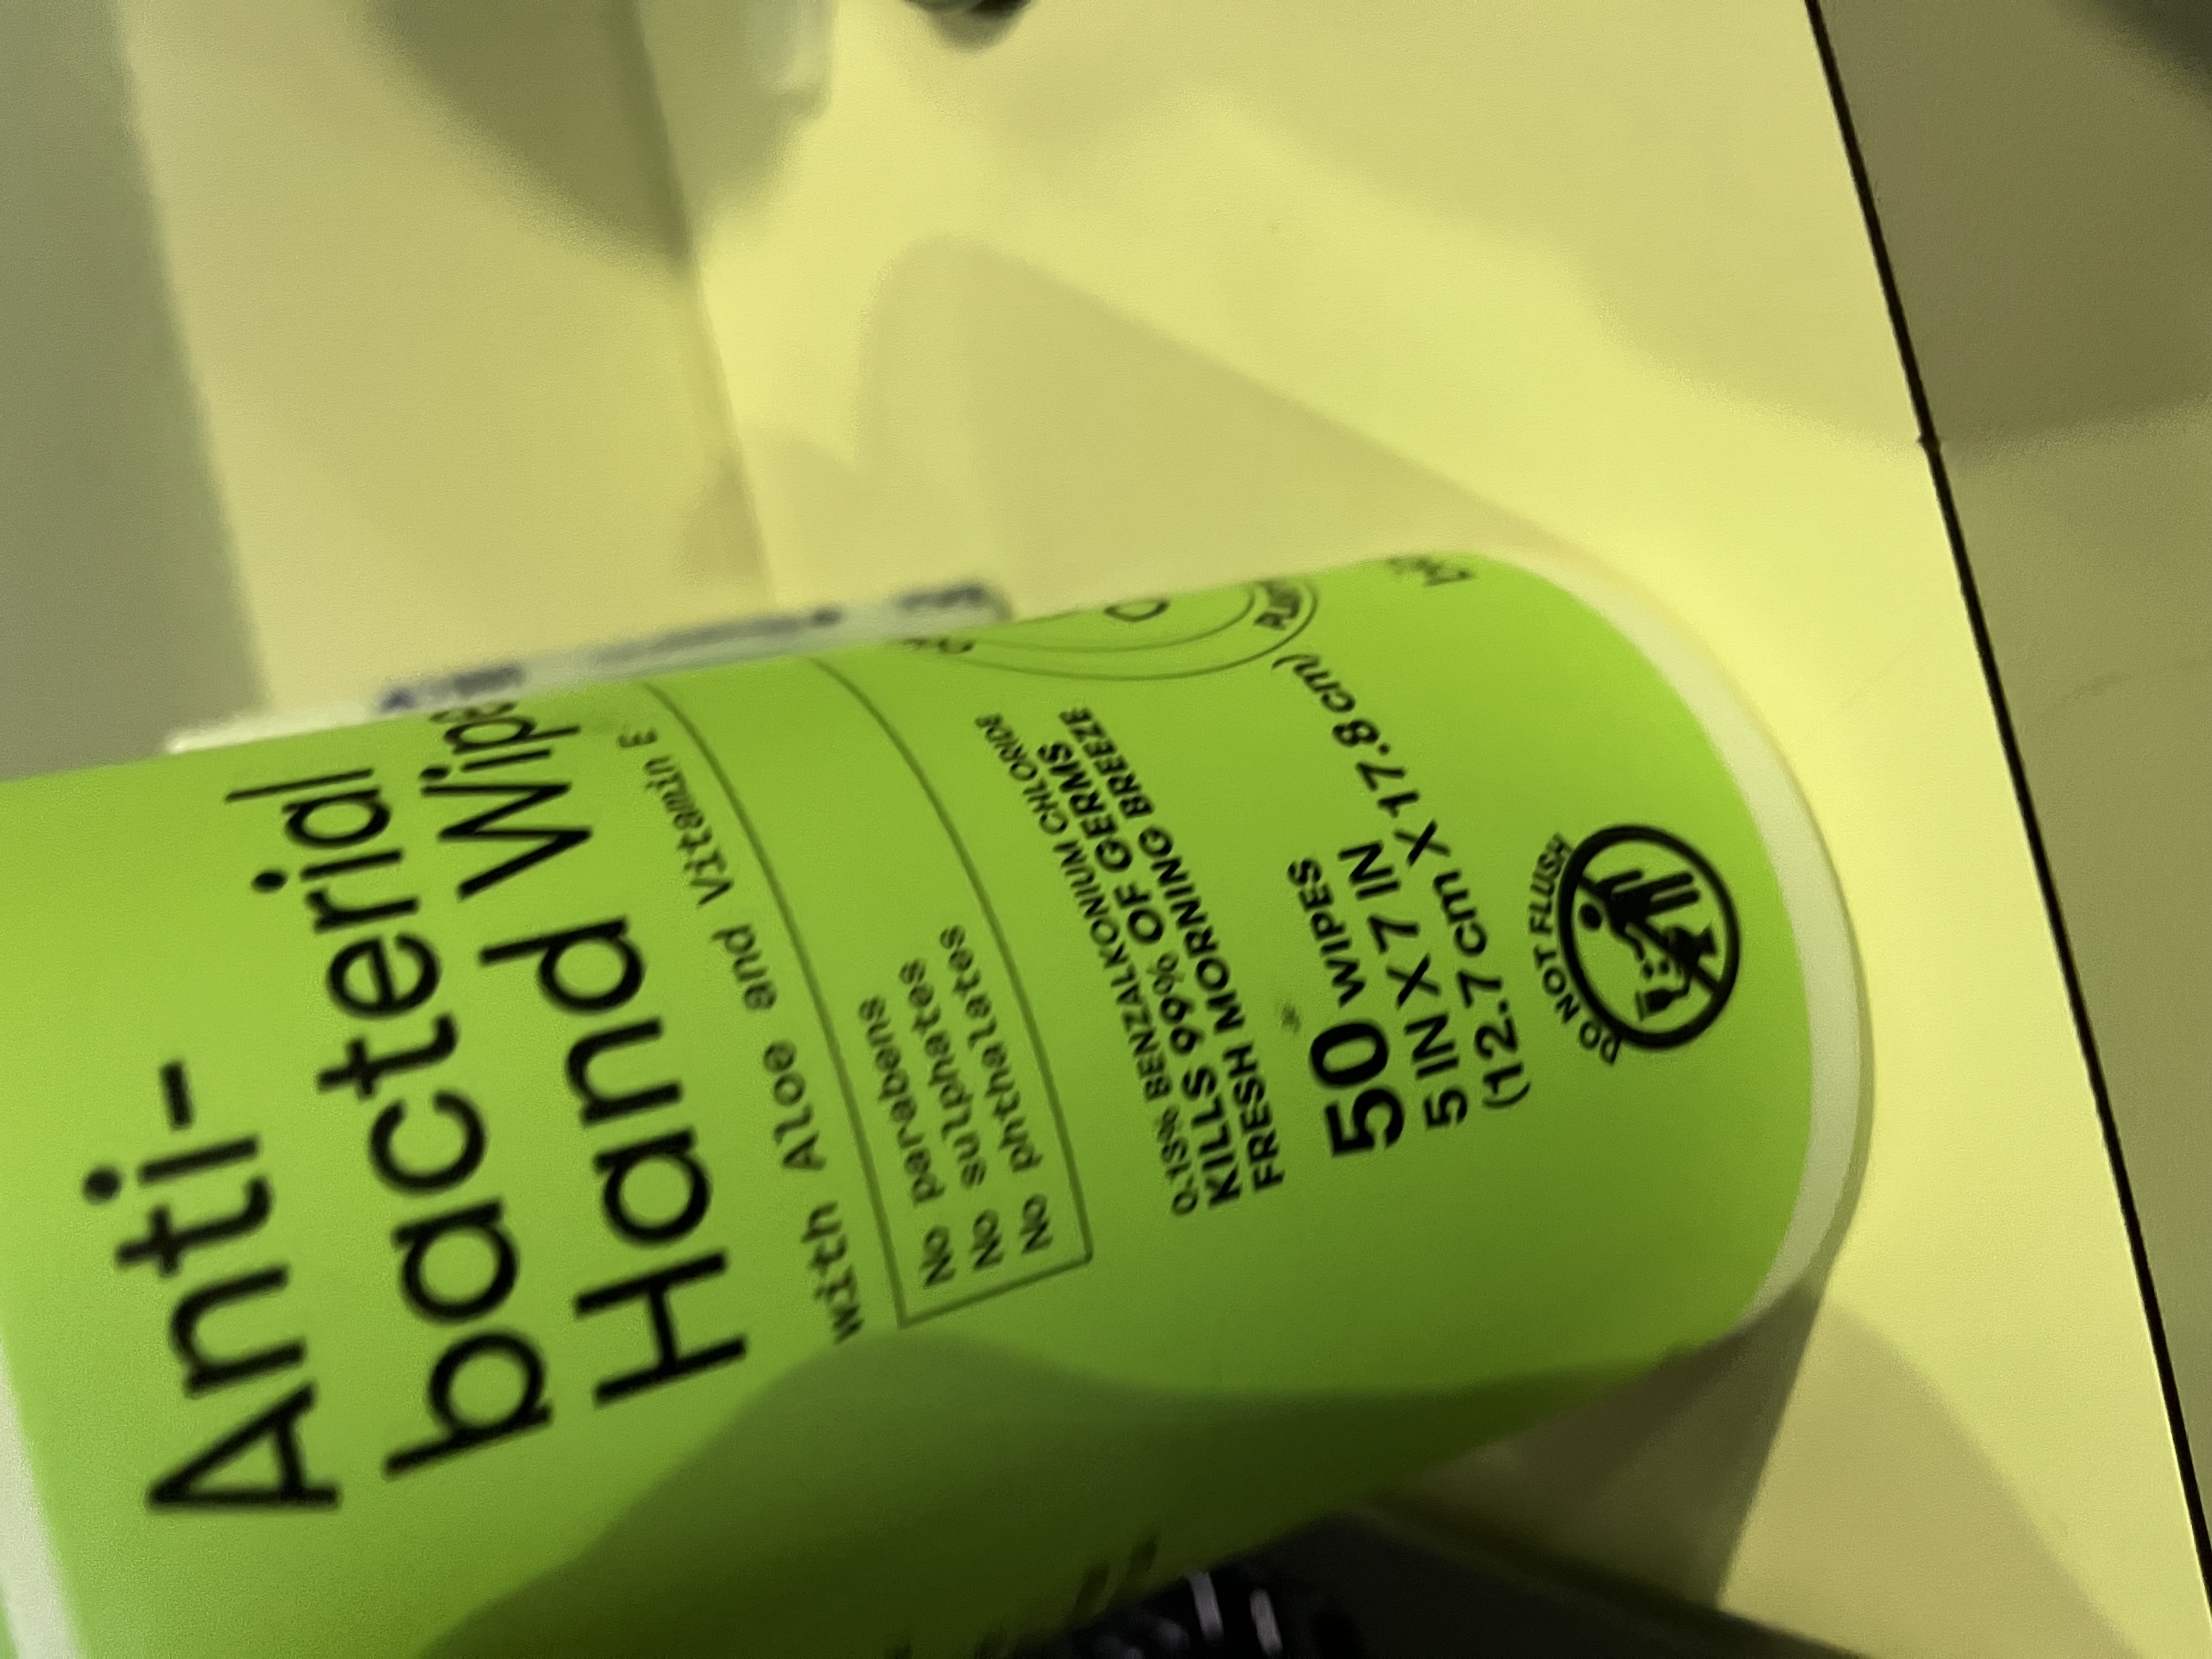 Anti-
bacterial
Hand Wipe
with Aloe and Vitamin E
No parabens
No sulphates
No phthalates
0.13% BENZALKONIUM CHLORIDE
KILLS 99% OF GERMS
FRESH MORNING BREEZE
50 WIPES
5 IN X 7 IN
(12.7 cm X 17.8 cm)
DO NOT FLUSH